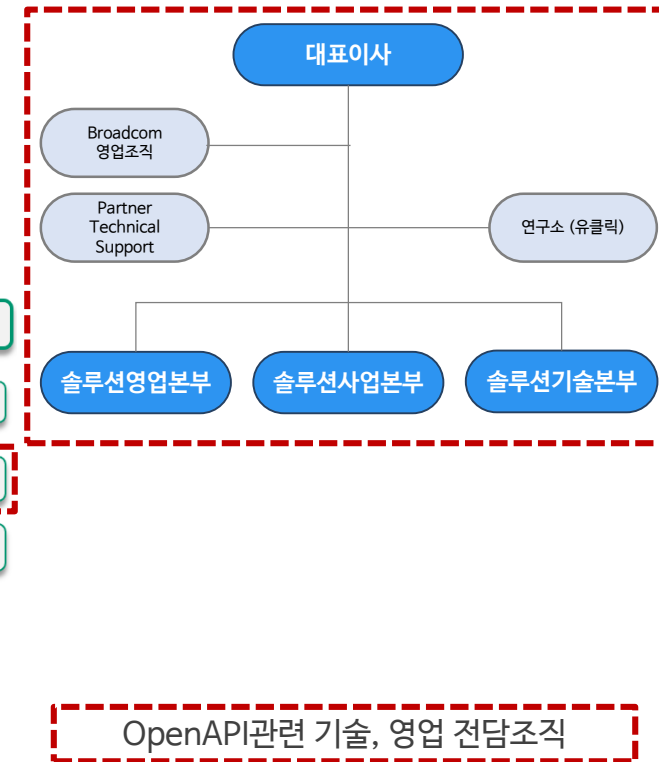 대표이사
Broadcom
영업조직
Partner
Technical
Support
연구소 (유클릭)
솔루션영업본부
솔루션사업본부
솔루션기술본부
OpenAPI관련 기술, 영업 전담조직